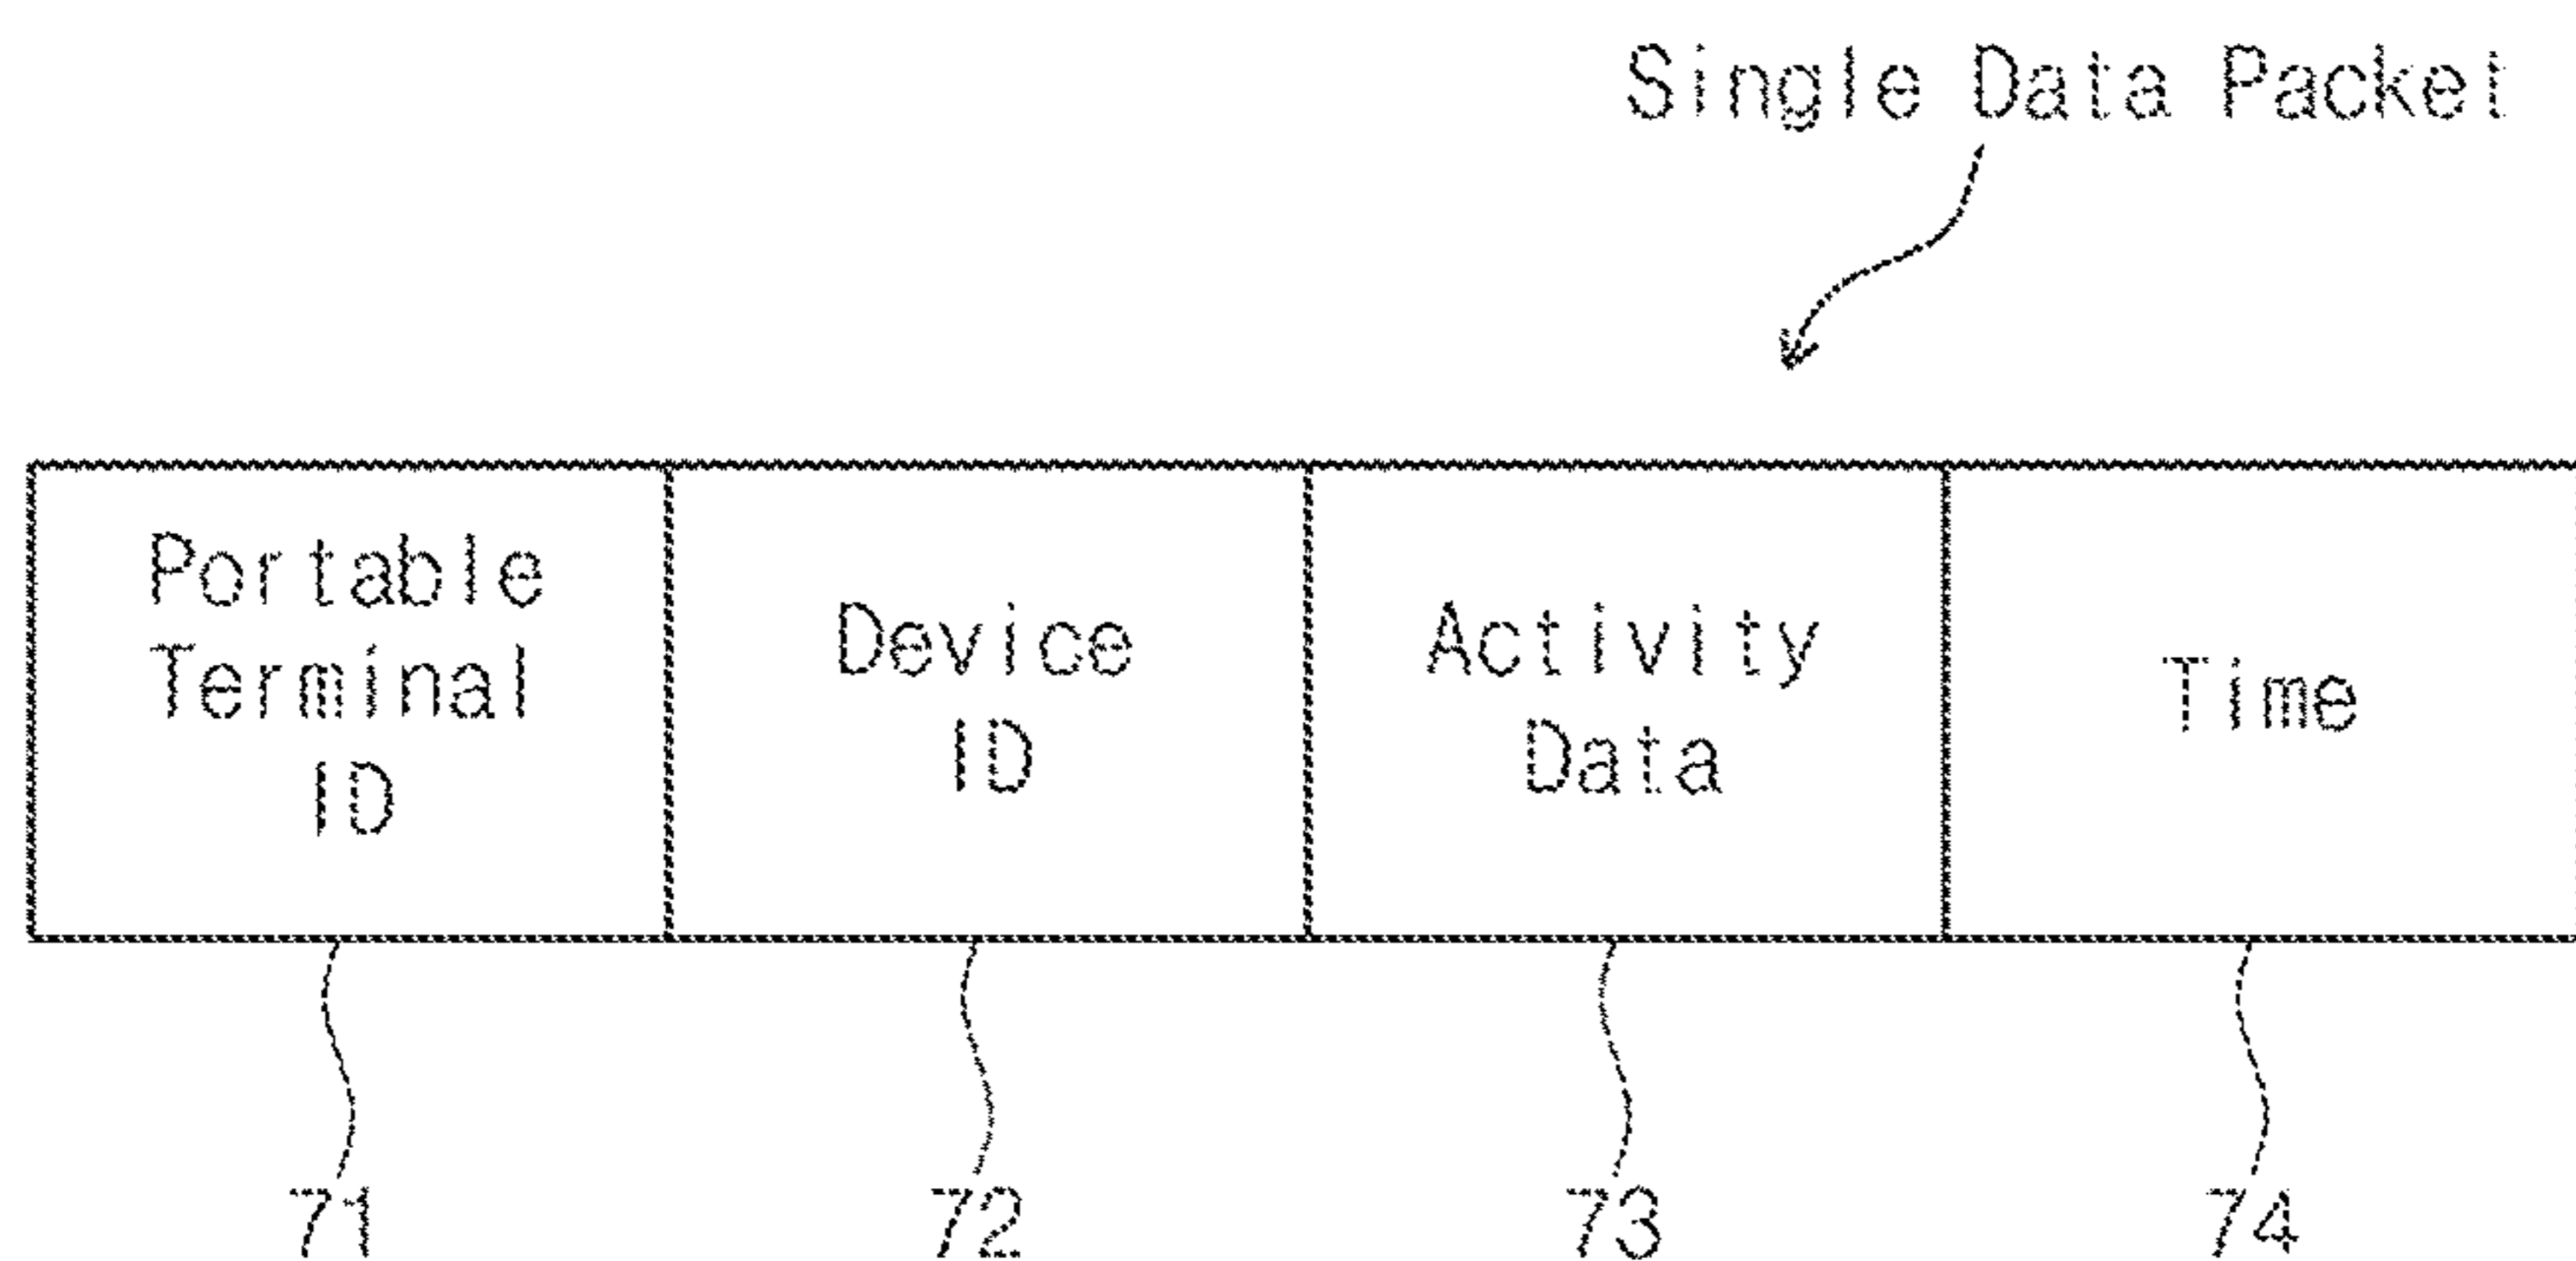 Single Data Packet
Portable
Terminal
ID
Device
ID
Activity
Data
Time
71
72
73
74